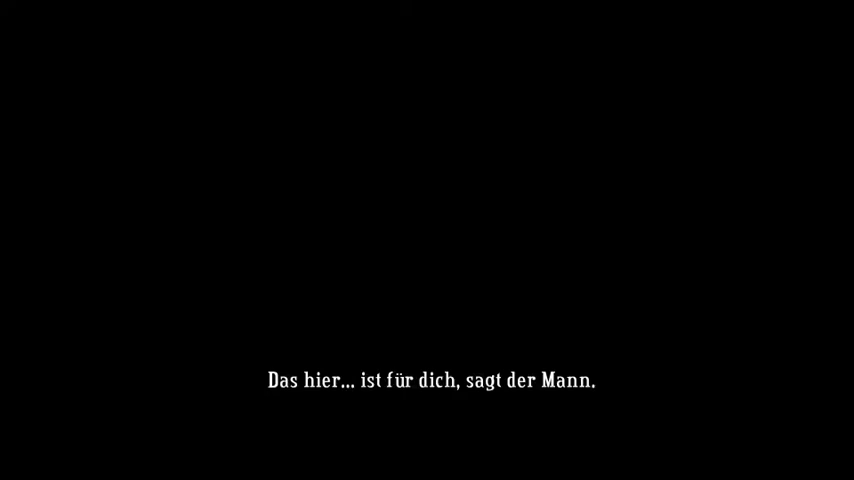 Das hier... ist für dich, sagt der Mann.